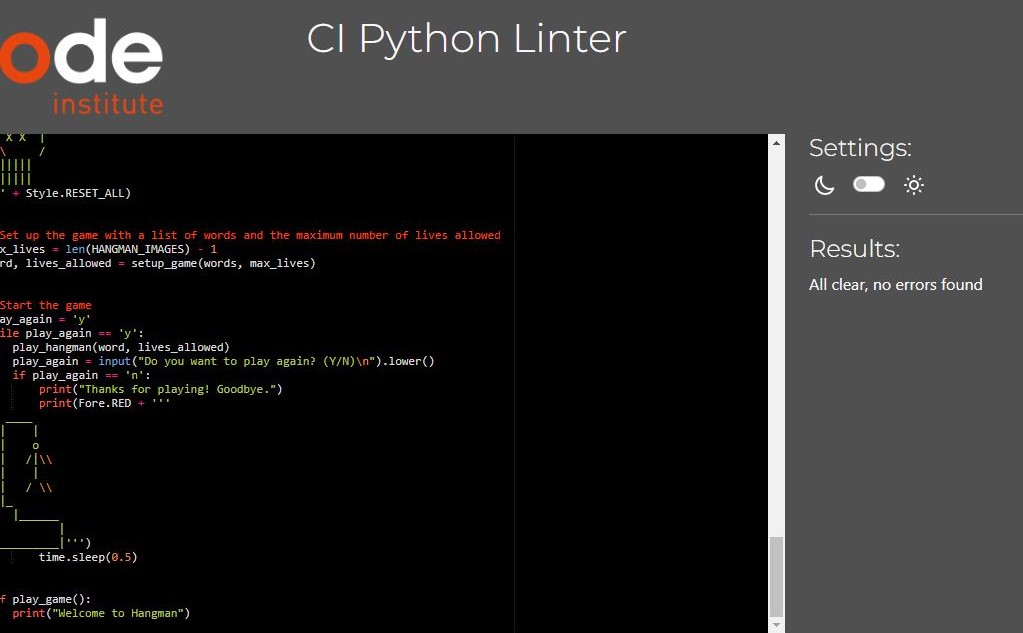 CI Python Linter
ode
institute
x x  |
\     /
|||||
|||||
' + Style.RESET_ALL)
Set up the game with a list of words and the maximum number of lives allowed
x_lives = len(HANGMAN_IMAGES) - 1
rd, lives_allowed = setup_game(words, max_lives)
Start the game
ay_again = 'y'
ile play_again == 'y':
play_hangman(word, lives_allowed)
play_again = input("Do you want to play again? (Y/N)\n").lower()
if play_again == 'n':
print("Thanks for playing! Goodbye.")
print(Fore.RED + '''
____
|    |
|    o
|   /|\\
|    |
|   / \\
|_
|______
|
_________|''')
time.sleep(0.5)
f play_game():
print("Welcome to Hangman")
Settings:
Results:
All clear, no errors found